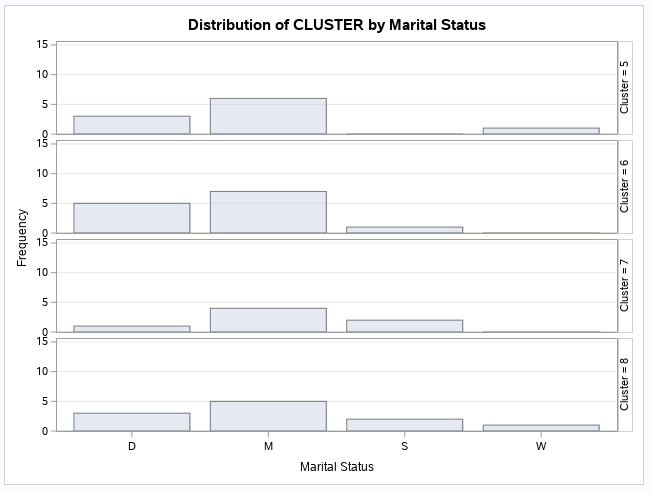 Distribution of CLUSTER by Marital Status
15
10
5
0
Cluster = 5
15
10
5
0
Cluster = 6
15
10
5
0
Cluster = 7
15
10
5
0
Cluster = 8
Frequency
D M S W
Marital Status